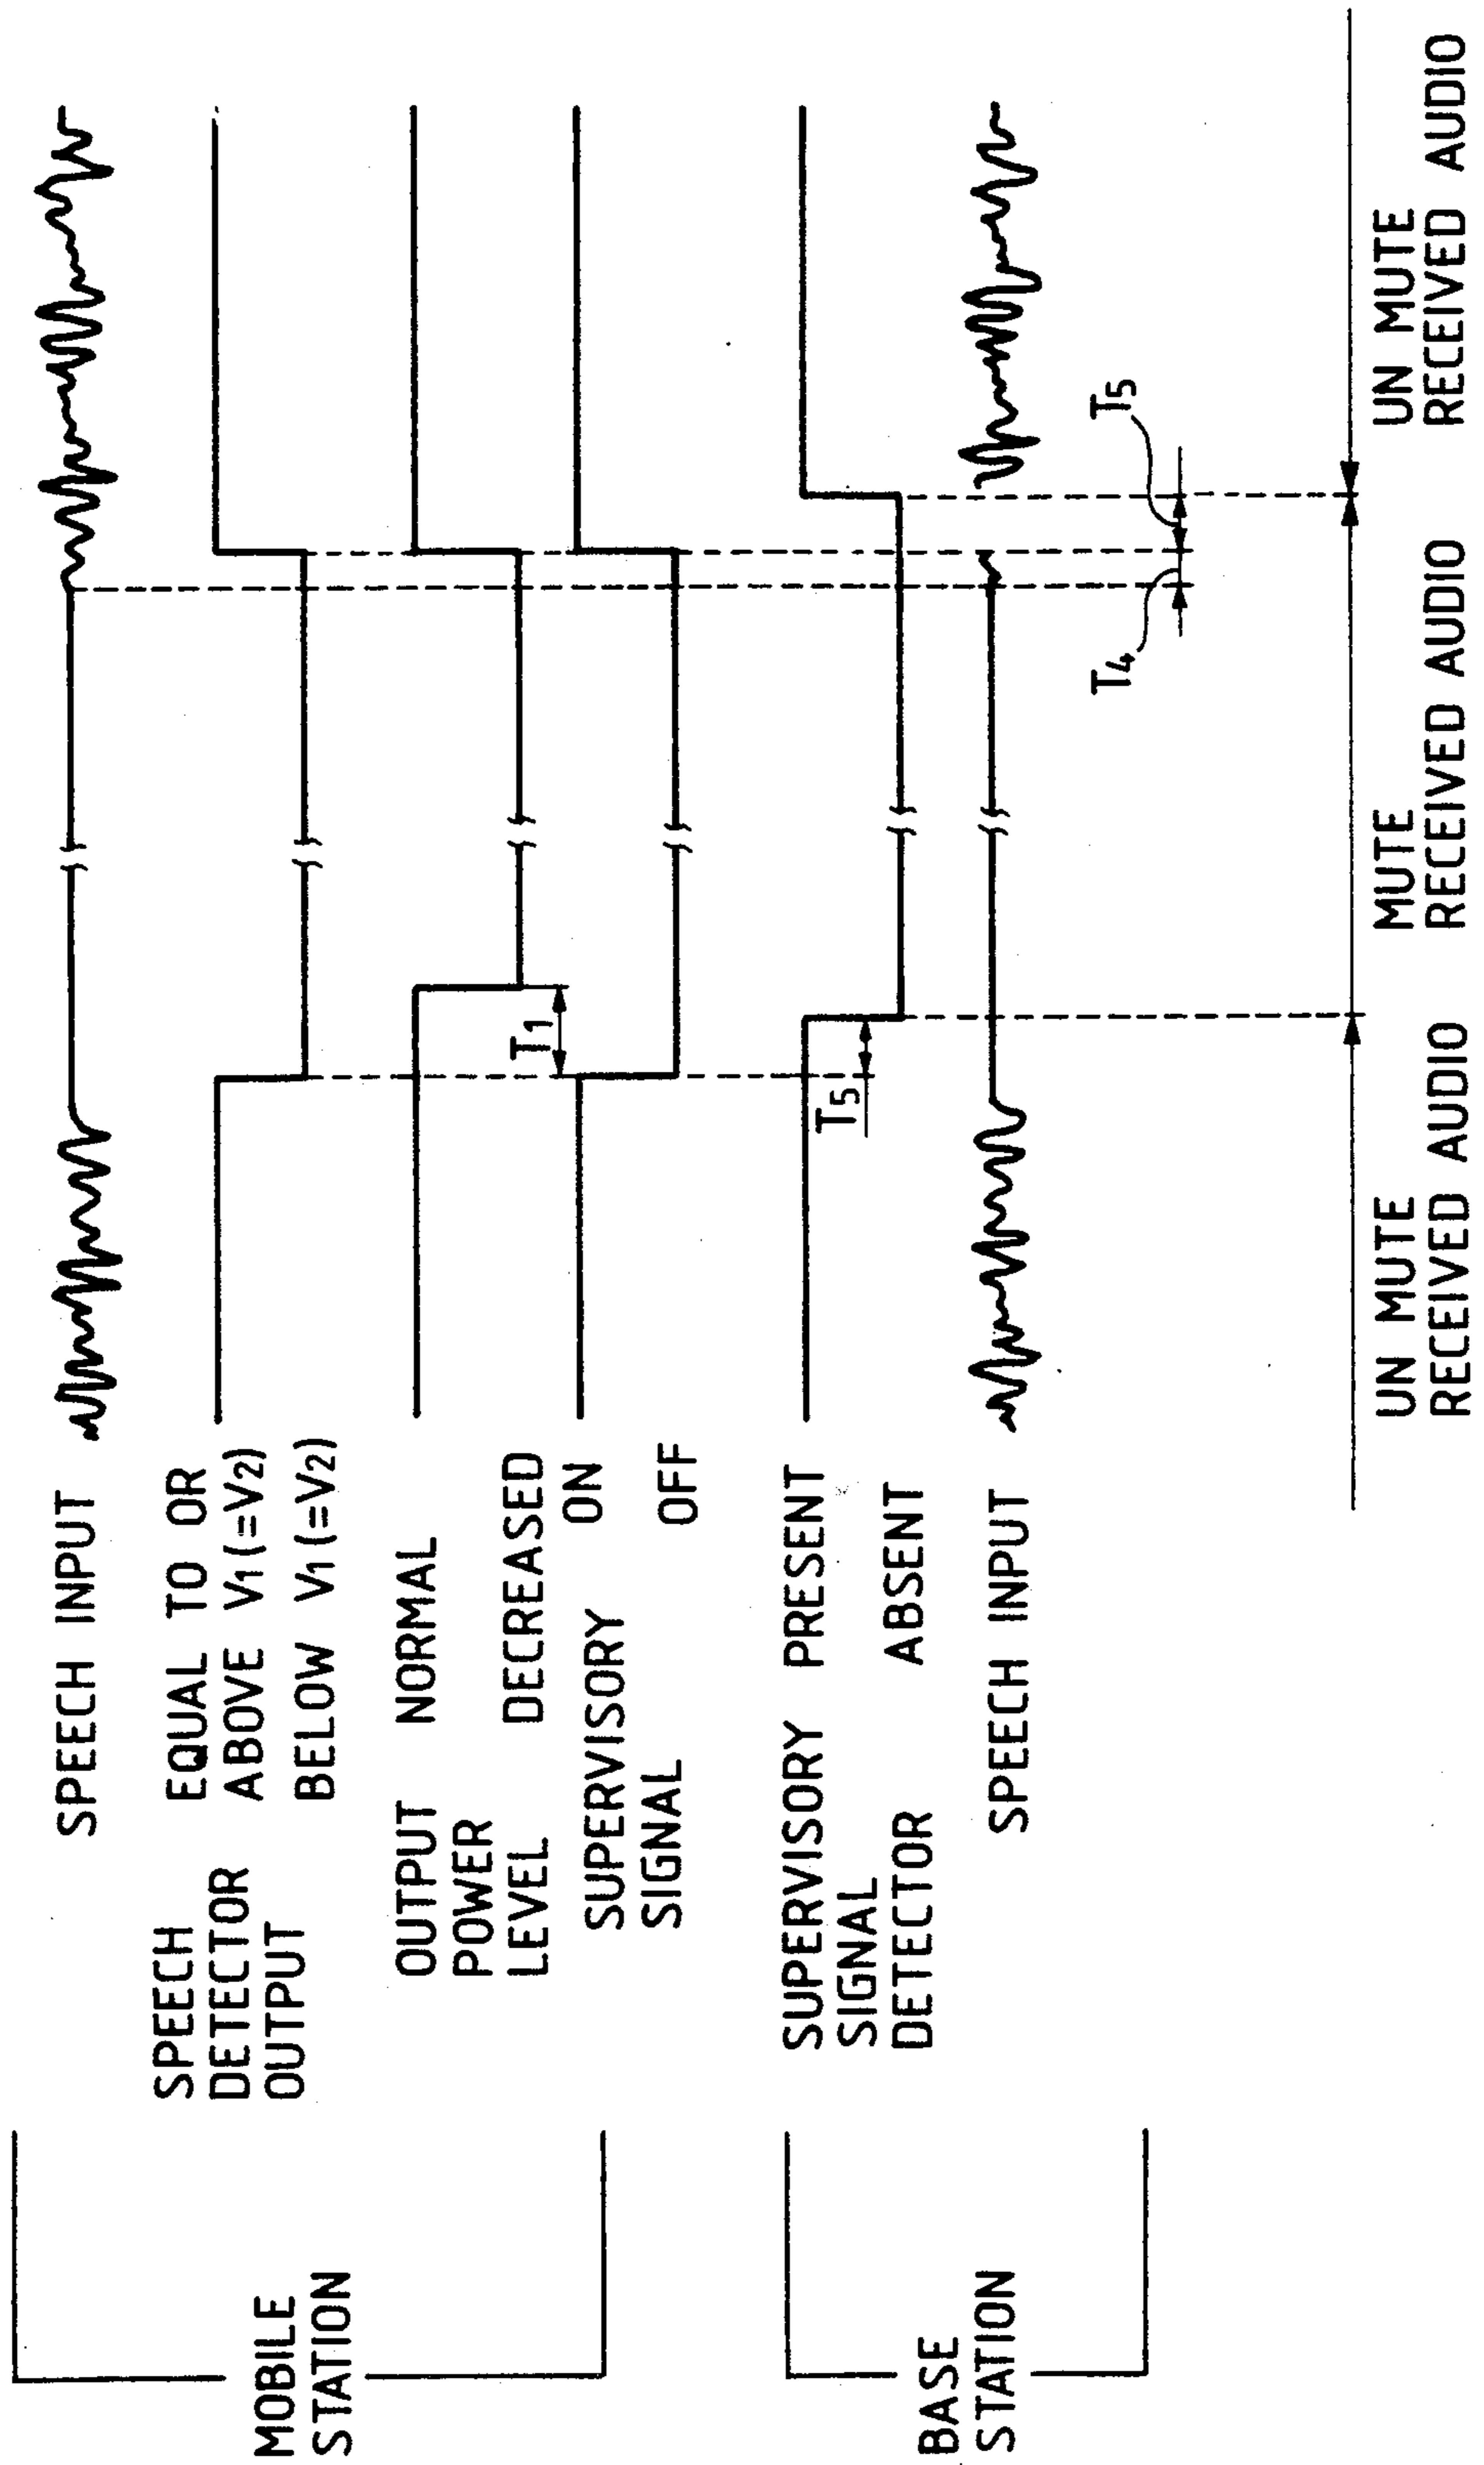 MOBILE
STATION
SPEECH INPUT
SPEECH
DETECTOR
OUTPUT
EQUAL TO OR
ABOVE V1(=V2)
BELOW V1(=V2)
OUTPUT
POWER
LEVEL
NORMAL
DECREASED
T1
SUPERVISORY
SIGNAL
ON
OFF
BASE
STATION
SUPERVISORY
SIGNAL
DETECTOR
PRESENT
ABSENT
T5
SPEECH INPUT
T4
T5
UN MUTE
RECEIVED AUDIO
MUTE
RECEIVED AUDIO
UN MUTE
RECEIVED AUDIO